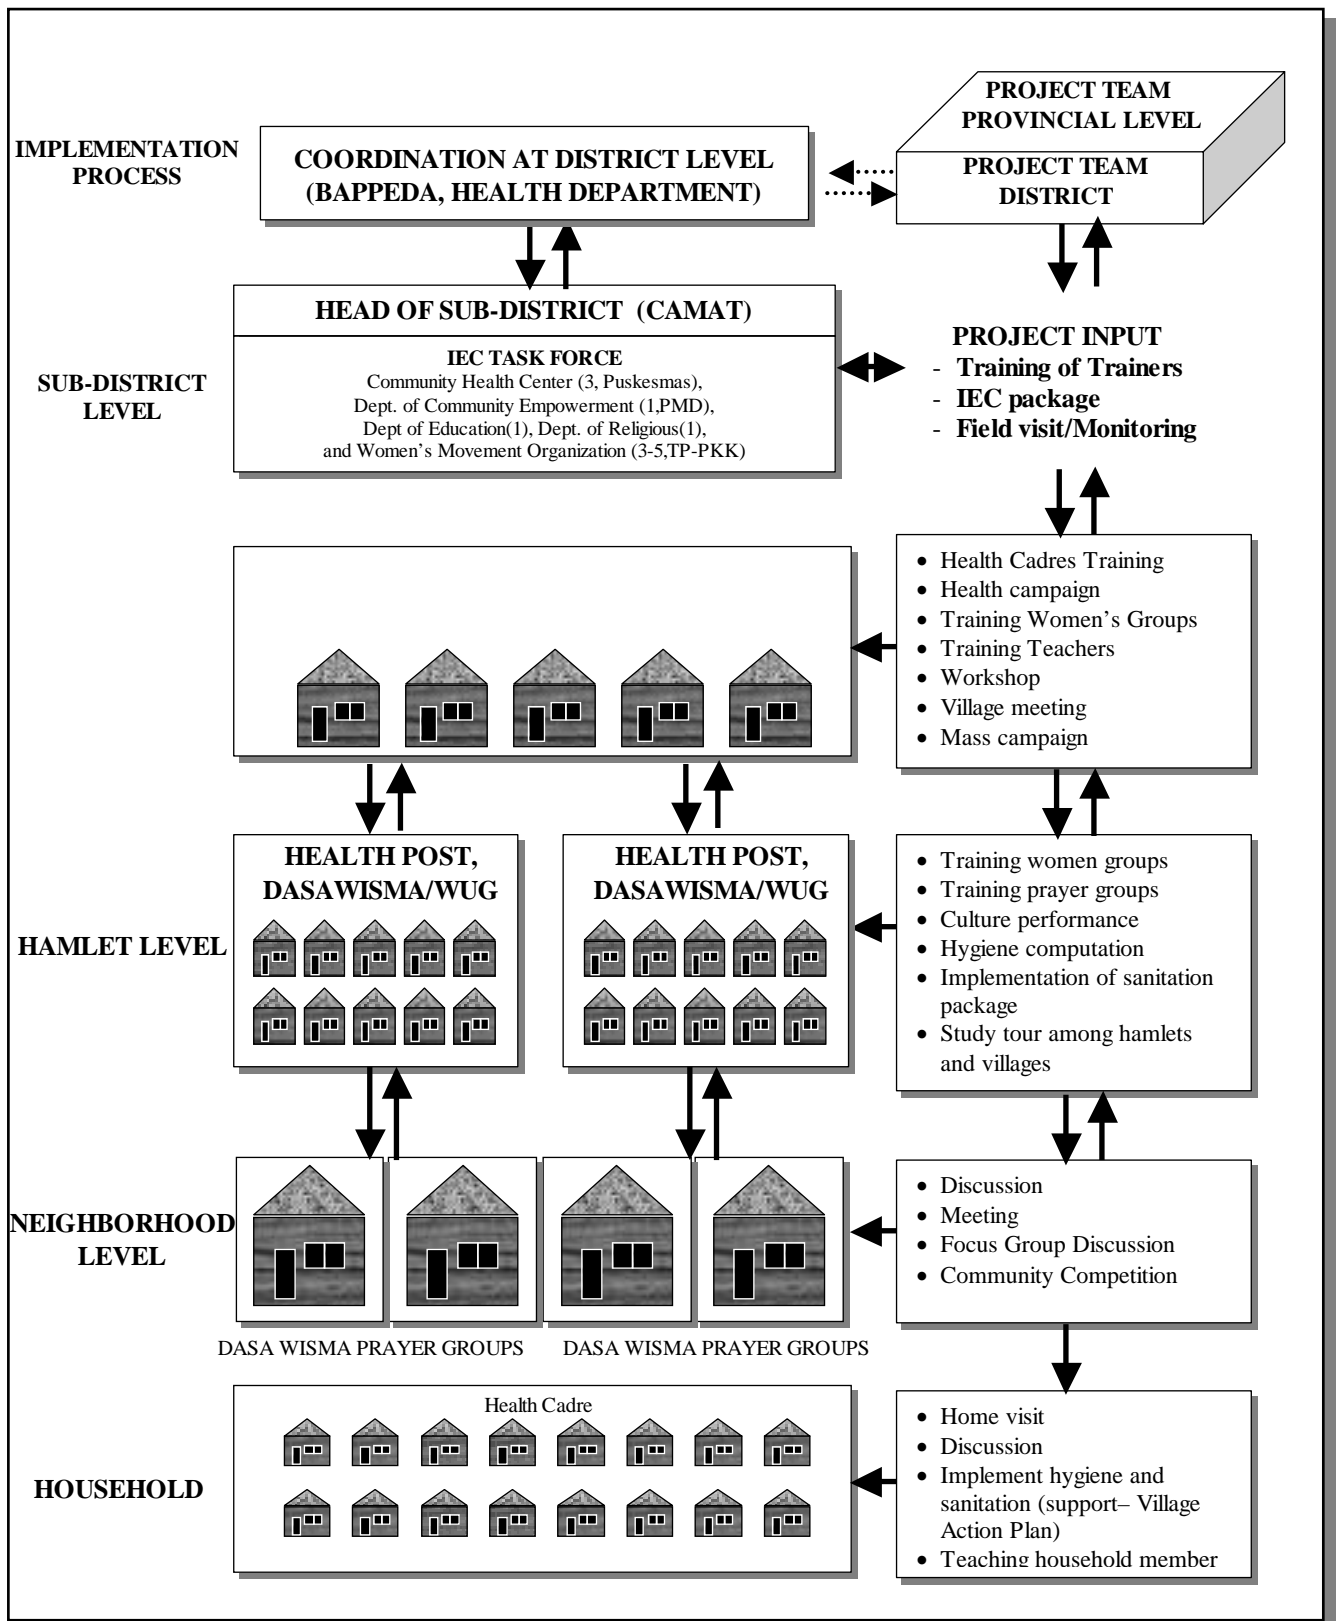 PROJECT TEAM
PROVINCIAL LEVEL
IMPLEMENTATION
PROCESS
COORDINATION AT DISTRICT LEVEL
(BAPPEDA, HEALTH DEPARTMENT)
PROJECT TEAM
DISTRICT
HEAD OF SUB-DISTRICT (CAMAT)
SUB-DISTRICT
LEVEL
IEC TASK FORCE
Community Health Center (3, Puskesmas),
Dept. of Community Empowerment (1,PMD),
Dept of Education(1), Dept. of Religious(1),
and Women’s Movement Organization (3-5,TP-PKK)
PROJECT INPUT
- Training of Trainers
- IEC package
- Field visit/Monitoring
• Health Cadres Training
• Health campaign
• Training Women’s Groups
• Training Teachers
• Workshop
• Village meeting
• Mass campaign
HAMLET LEVEL
HEALTH POST,
DASAWISMA/WUG
HEALTH POST,
DASAWISMA/WUG
• Training women groups
• Training prayer groups
• Culture performance
• Hygiene computation
• Implementation of sanitation
package
• Study tour among hamlets
and villages
NEIGHBORHOOD
LEVEL
DASA WISMA PRAYER GROUPS
DASA WISMA PRAYER GROUPS
• Discussion
• Meeting
• Focus Group Discussion
• Community Competition
HOUSEHOLD
Health Cadre
• Home visit
• Discussion
• Implement hygiene and
sanitation (support– Village
Action Plan)
• Teaching household member